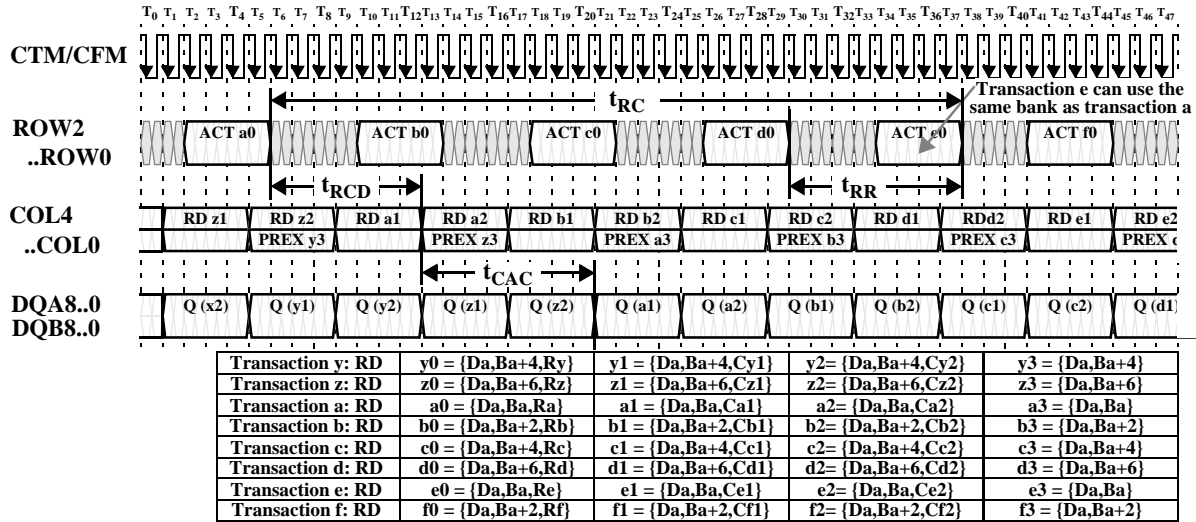 T0 T1 T2 T3 T4 T5 T6 T7 T8 T9 T10 T11 T12 T13 T14 T15 T16 T17 T18 T19 T20 T21 T22 T23 T24 T25 T26 T27 T28 T29 T30 T31 T32 T33 T34 T35 T36 T37 T38 T39 T40 T41 T42 T43 T44 T45 T46 T47
CTM/CFM
tRC
Transaction e can use the
same bank as transaction a
ROW2
..ROW0
ACT a0 ACT b0 ACT c0 ACT d0 ACT e0 ACT f0
tRCD tRR
COL4
..COL0
RD z1 RD z2 RD a1 RD a2 RD b1 RD b2 RD c1 RD c2 RD d1 RDd2 RD e1 RD e2
PREX y3 PREX z3 PREX a3 PREX b3 PREX c3 PREX d
tCAC
DQA8..0
DQB8..0
Q (x2) Q (y1) Q (y2) Q (z1) Q (z2) Q (a1) Q (a2) Q (b1) Q (b2) Q (c1) Q (c2) Q (d1)
Transaction y: RD y0 = {Da,Ba+4,Ry} y1 = {Da,Ba+4,Cy1} y2= {Da,Ba+4,Cy2} y3 = {Da,Ba+4}
Transaction z: RD z0 = {Da,Ba+6,Rz} z1 = {Da,Ba+6,Cz1} z2= {Da,Ba+6,Cz2} z3 = {Da,Ba+6}
Transaction a: RD a0 = {Da,Ba,Ra} a1 = {Da,Ba,Ca1} a2= {Da,Ba,Ca2} a3 = {Da,Ba}
Transaction b: RD b0 = {Da,Ba+2,Rb} b1 = {Da,Ba+2,Cb1} b2= {Da,Ba+2,Cb2} b3 = {Da,Ba+2}
Transaction c: RD c0 = {Da,Ba+4,Rc} c1 = {Da,Ba+4,Cc1} c2= {Da,Ba+4,Cc2} c3 = {Da,Ba+4}
Transaction d: RD d0 = {Da,Ba+6,Rd} d1 = {Da,Ba+6,Cd1} d2= {Da,Ba+6,Cd2} d3 = {Da,Ba+6}
Transaction e: RD e0 = {Da,Ba,Re} e1 = {Da,Ba,Ce1} e2= {Da,Ba,Ce2} e3 = {Da,Ba}
Transaction f: RD f0 = {Da,Ba+2,Rf} f1 = {Da,Ba+2,Cf1} f2= {Da,Ba+2,Cf2} f3 = {Da,Ba+2}